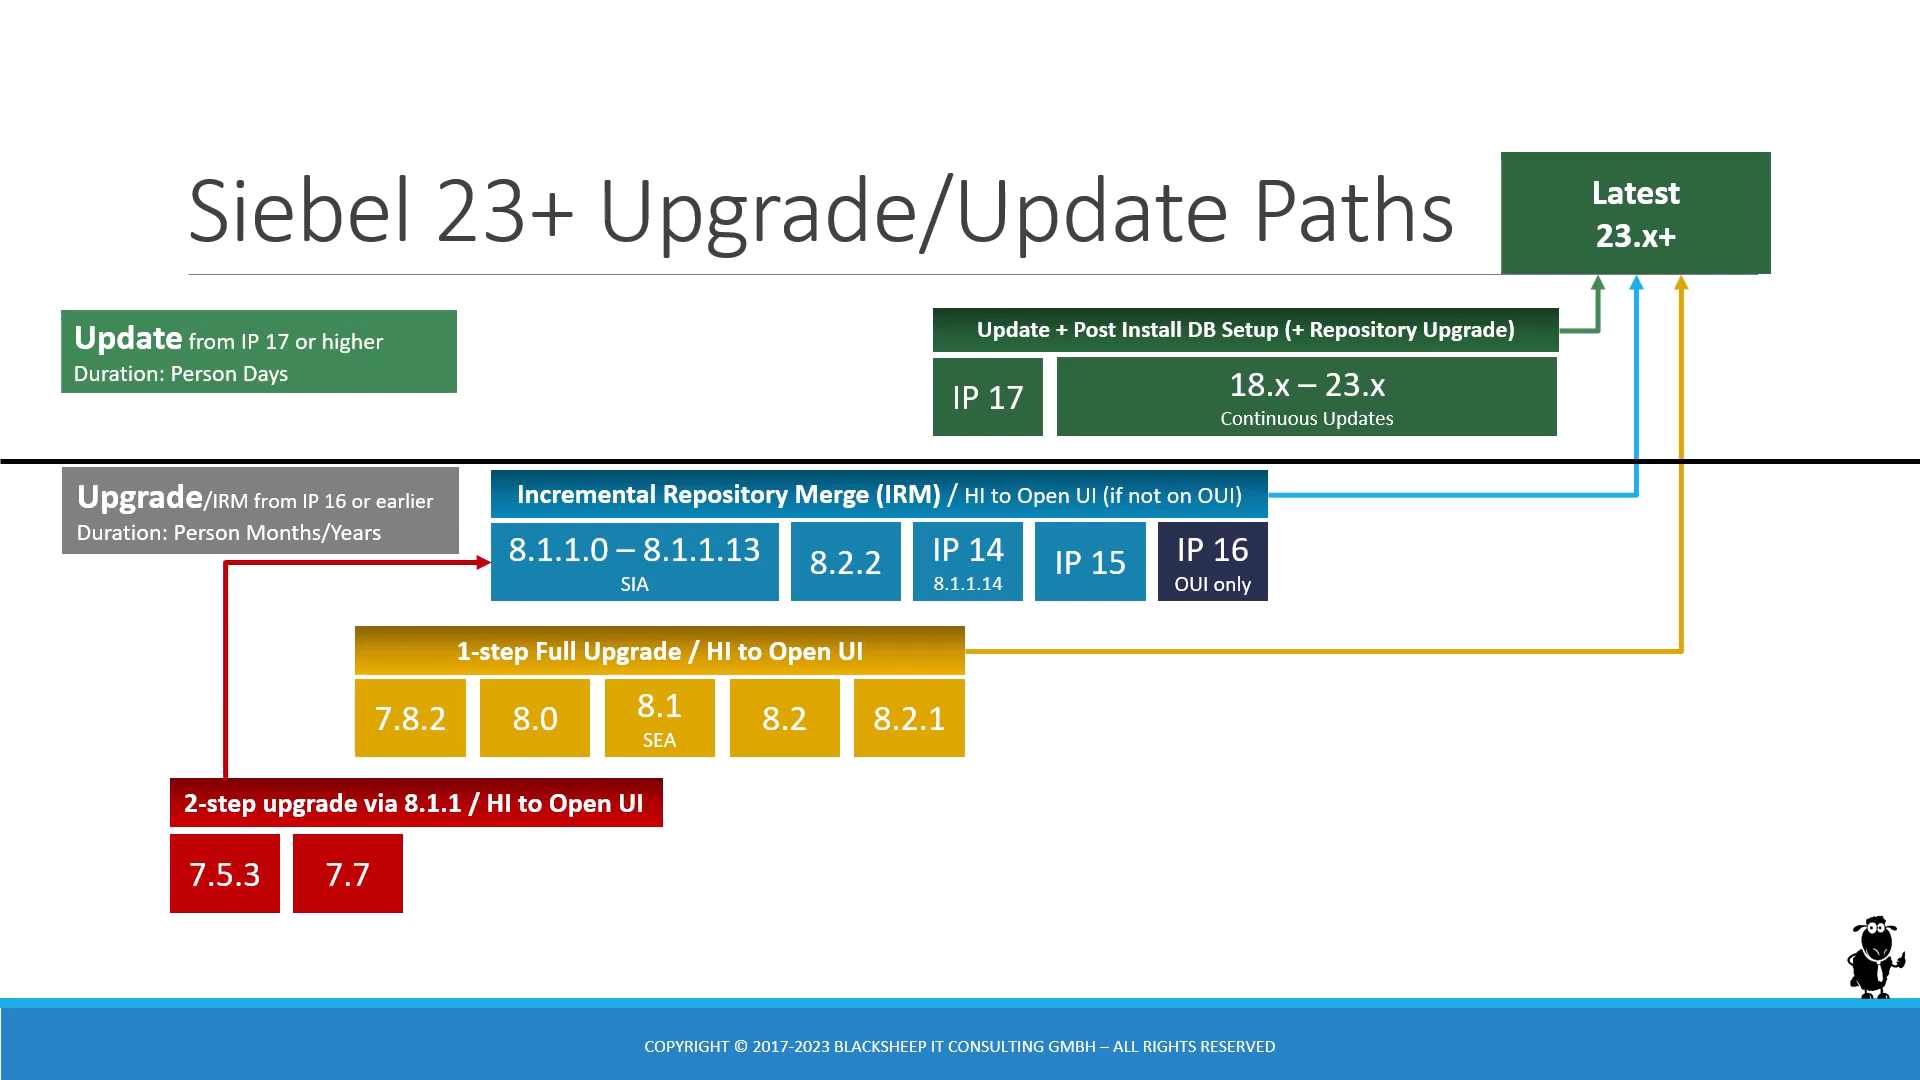 Siebel 23+ Upgrade/Update Paths
Latest
23.x+
Update from IP 17 or higher
Duration: Person Days
Update + Post Install DB Setup (+ Repository Upgrade)
IP 17
18.x – 23.x
Continuous Updates
Upgrade/IRM from IP 16 or earlier
Duration: Person Months/Years
Incremental Repository Merge (IRM) / HI to Open UI (if not on OUI)
8.1.1.0 – 8.1.1.13
SIA
8.2.2
IP 14
8.1.1.14
IP 15
IP 16
OUI only
1-step Full Upgrade / HI to Open UI
7.8.2
8.0
8.1
SEA
8.2
8.2.1
2-step upgrade via 8.1.1 / HI to Open UI
7.5.3
7.7
COPYRIGHT © 2017-2023 BLACKSHEEP IT CONSULTING GMBH – ALL RIGHTS RESERVED